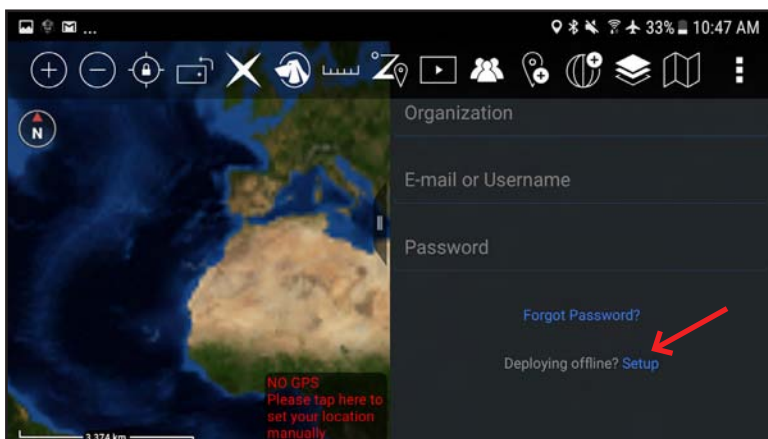 ... 33% 10:47 AM
N
Organization
E-mail or Username
Password
Forgot Password?
Deploying offline? Setup
NO GPS
Please tap here to
set your location
manually
3,374 km